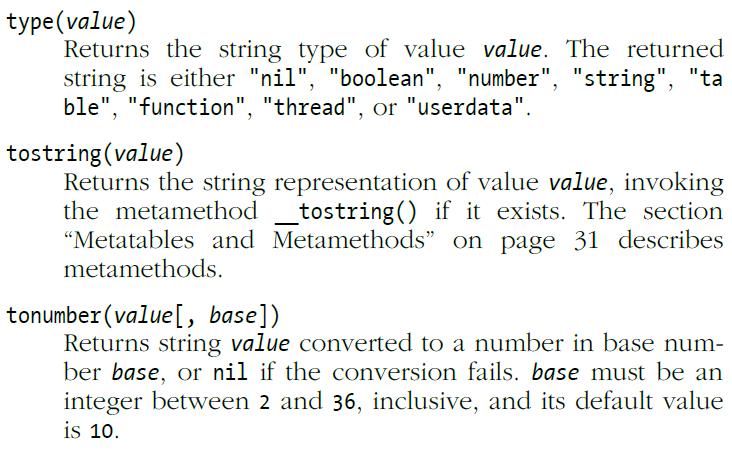 type(value)
Returns the string type of value value. The returned
string is either "nil", "boolean", "number", "string", "ta
ble", "function", "thread", or "userdata".
tostring(value)
Returns the string representation of value value, invoking
the metamethod __tostring() if it exists. The section
“Metatables and Metamethods” on page 31 describes
metamethods.
tonumber(value[, base])
Returns string value converted to a number in base num-
ber base, or nil if the conversion fails. base must be an
integer between 2 and 36, inclusive, and its default value
is 10.